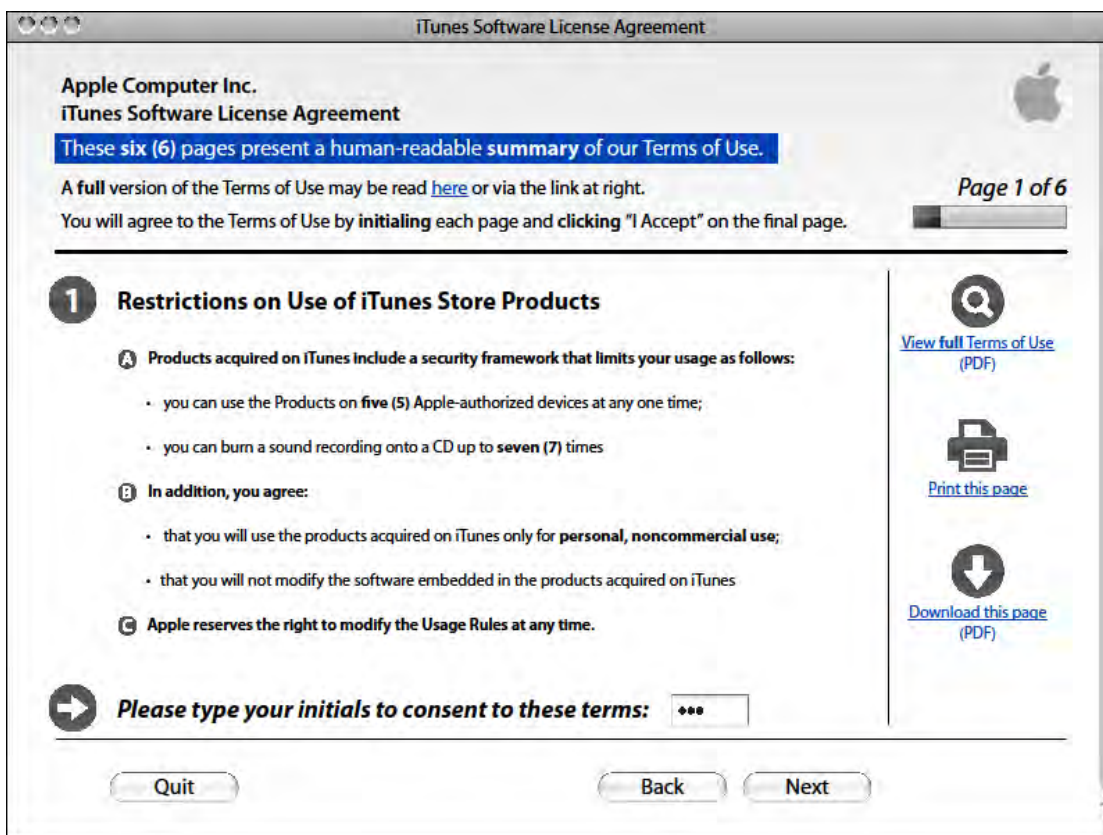 iTunes Software License Agreement
Apple Computer Inc.
iTunes Software License Agreement
These six (6) pages present a human-readable summary of our Terms of Use.
A full version of the Terms of Use may be read here or via the link at right.
You will agree to the Terms of Use by initialing each page and clicking "I Accept" on the final page.
Page 1 of 6
1 Restrictions on Use of iTunes Store Products
A Products acquired on iTunes include a security framework that limits your usage as follows:
· you can use the Products on five (5) Apple-authorized devices at any one time;
· you can burn a sound recording onto a CD up to seven (7) times
B In addition, you agree:
· that you will use the products acquired on iTunes only for personal, noncommercial use;
· that you will not modify the software embedded in the products acquired on iTunes
C Apple reserves the right to modify the Usage Rules at any time.
Please type your initials to consent to these terms: •••
View full Terms of Use
(PDF)
Print this page
Download this page
(PDF)
Quit
Back
Next